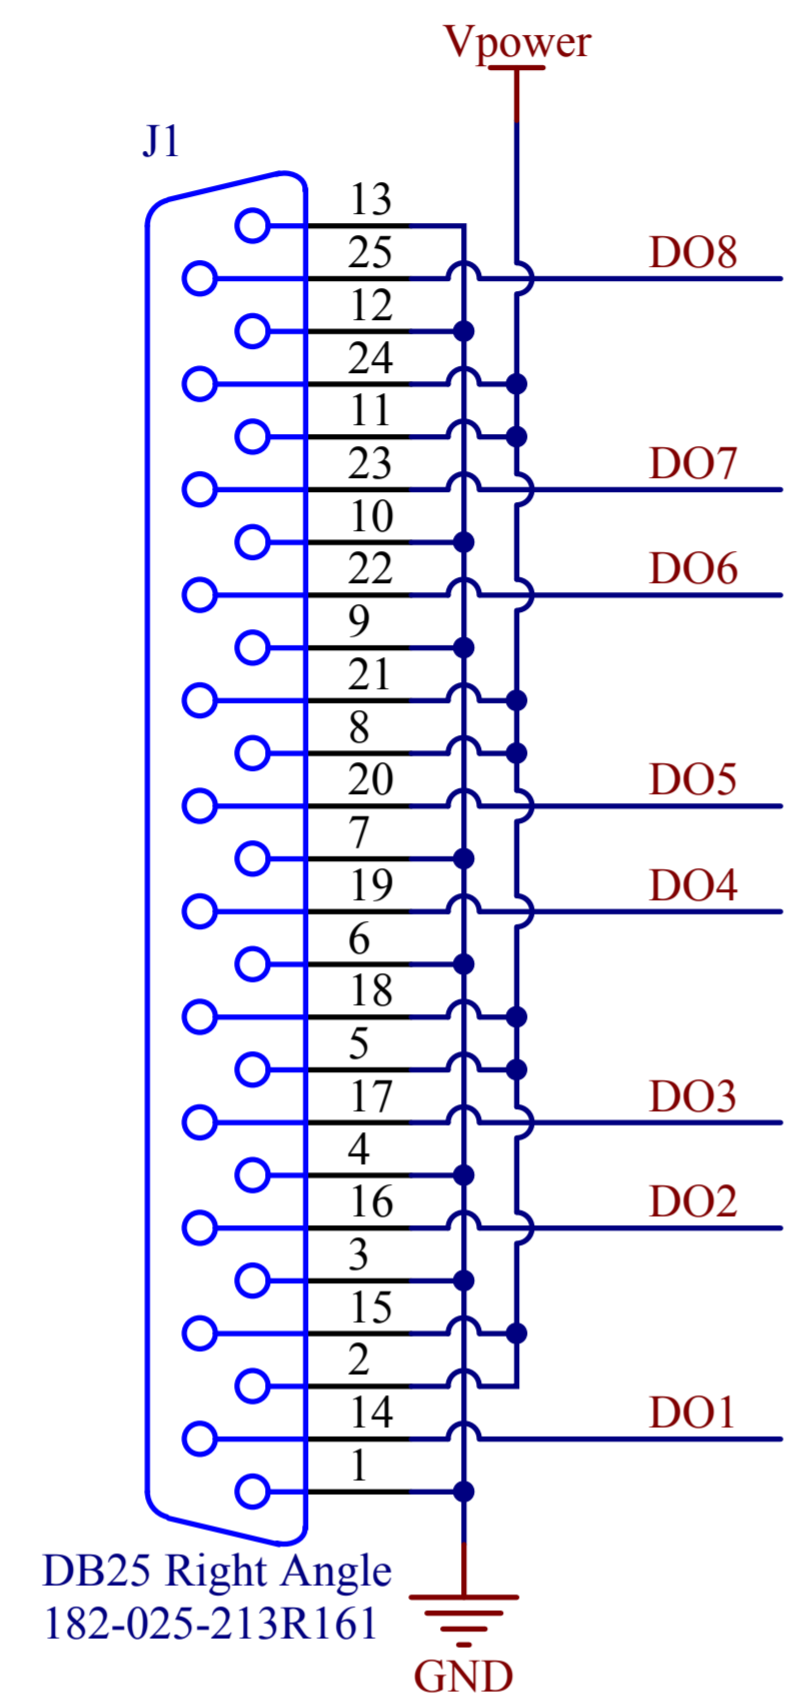 Vpower
J1
13
25 DO8
12
24
11
23 DO7
10
22 DO6
9
21
8
20 DO5
7
19 DO4
6
18
5
17 DO3
4
16 DO2
3
15
2
14 DO1
1
DB25 Right Angle
182-025-213R161
GND